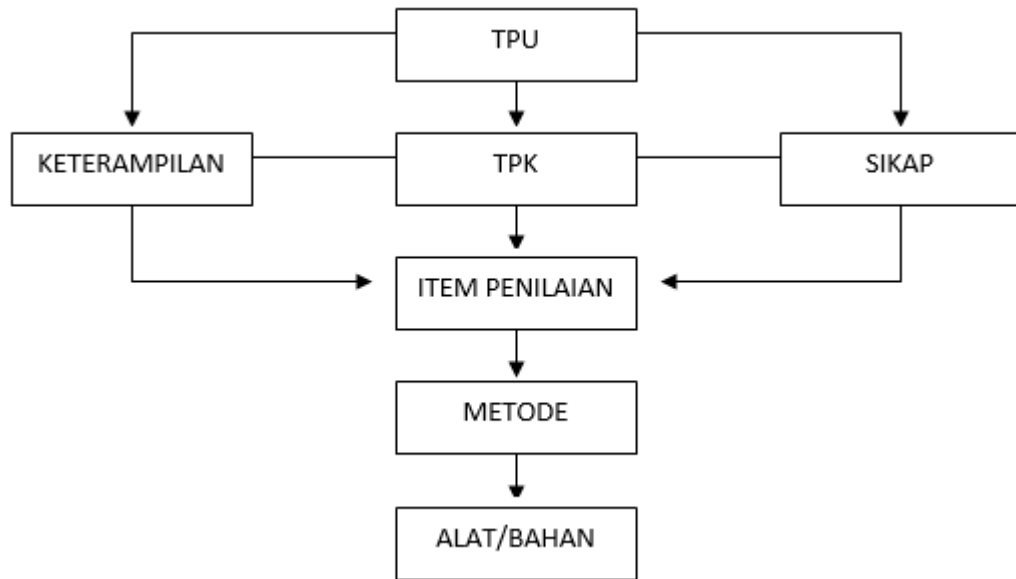 TPU
KETERAMPILAN
TPK
SIKAP
ITEM PENILAIAN
METODE
ALAT/BAHAN